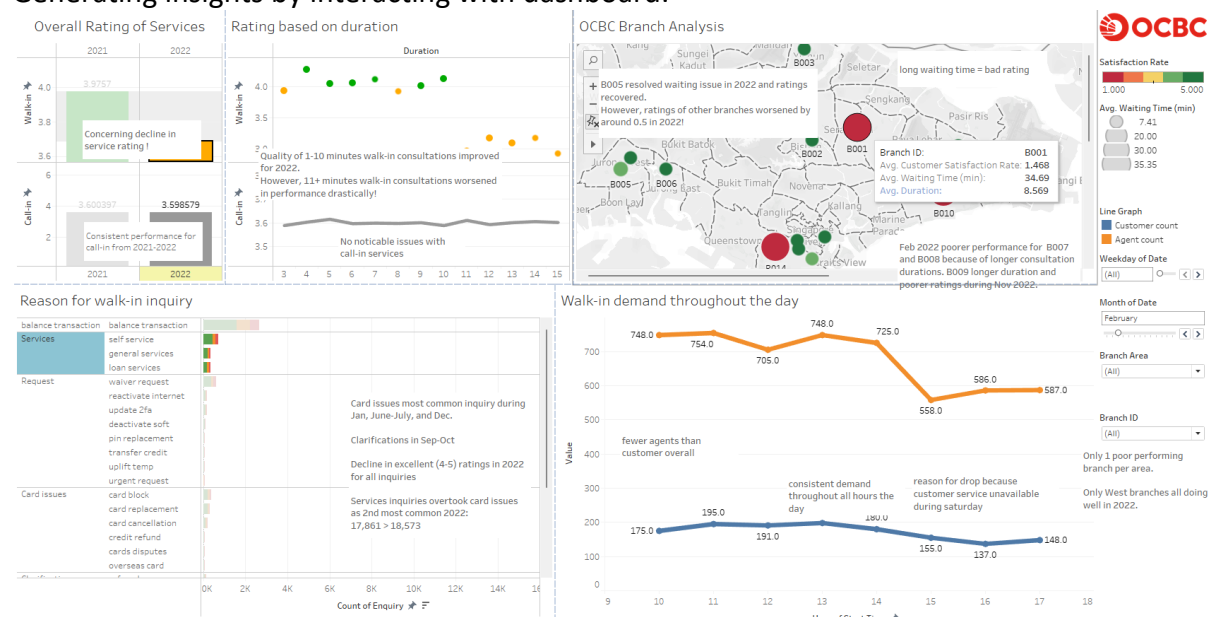 Generating insights by interacting with dashboard:
Overall Rating of Services
2021
2022
3.9757
Walk-in
4.0
3.8
3.6
Concerning decline in
service rating !
Call-in
6
4
2
3.600397
3.598579
Consistent performance for
call-in from 2021-2022
2021
2022
Rating based on duration
Duration
Walk-in
4.0
3.5
Quality of 1-10 minutes walk-in consultations improved
for 2022.
However, 11+ minutes walk-in consultations worsened
in performance drastically!
Call-in
3.6
3.5
No noticable issues with
call-in services
3 4 5 6 7 8 9 10 11 12 13 14 15
OCBC Branch Analysis
Sungei
Kadut
B003
Seletar
long waiting time = bad rating
B005 resolved waiting issue in 2022 and ratings
recovered.
However, ratings of other branches worsened by
around 0.5 in 2022!
Sengkang
Pasir Ris
Bukit Batok
B002
B001
B005
B006
Bukit Timah
Novena
Boon Lay
Tanglin
Kallang
Marine
B010
Queenstown
B014
Branch ID: B001
Avg. Customer Satisfaction Rate: 1.468
Avg. Waiting Time (min): 34.69
Avg. Duration: 8.569
Feb 2022 poorer performance for B007
and B008 because of longer consultation
durations. B009 longer duration and
poorer ratings during Nov 2022.
OCBC
Satisfaction Rate
1.000 5.000
Avg. Waiting Time (min)
7.41
20.00
30.00
35.35
Line Graph
Customer count
Agent count
Weekday of Date
(All)
Month of Date
February
Branch Area
(All)
Branch ID
(All)
Only 1 poor performing
branch per area.
Only West branches all doing
well in 2022.
Reason for walk-in inquiry
balance transaction balance transaction
Services self service
general services
loan services
Request waiver request
reactivate internet
update 2fa
deactivate soft
pin replacement
transfer credit
uplift temp
urgent request
Card issues card block
card replacement
card cancellation
credit refund
cards disputes
overseas card
Card issues most common inquiry during
Jan, June-July, and Dec.
Clarifications in Sep-Oct
Decline in excellent (4-5) ratings in 2022
for all inquiries
Services inquiries overtook card issues
as 2nd most common 2022:
17,861 > 18,573
0K 2K 4K 6K 8K 10K 12K 14K
Count of Enquiry
Walk-in demand throughout the day
748.0
754.0
705.0
748.0
725.0
558.0
586.0
587.0
Value
700
600
500
400
300
200
100
0
fewer agents than
customer overall
consistent demand
throughout all hours the
day
reason for drop because
customer service unavailable
during saturday
175.0
195.0
191.0
180.0
155.0
137.0
148.0
9 10 11 12 13 14 15 16 17 18